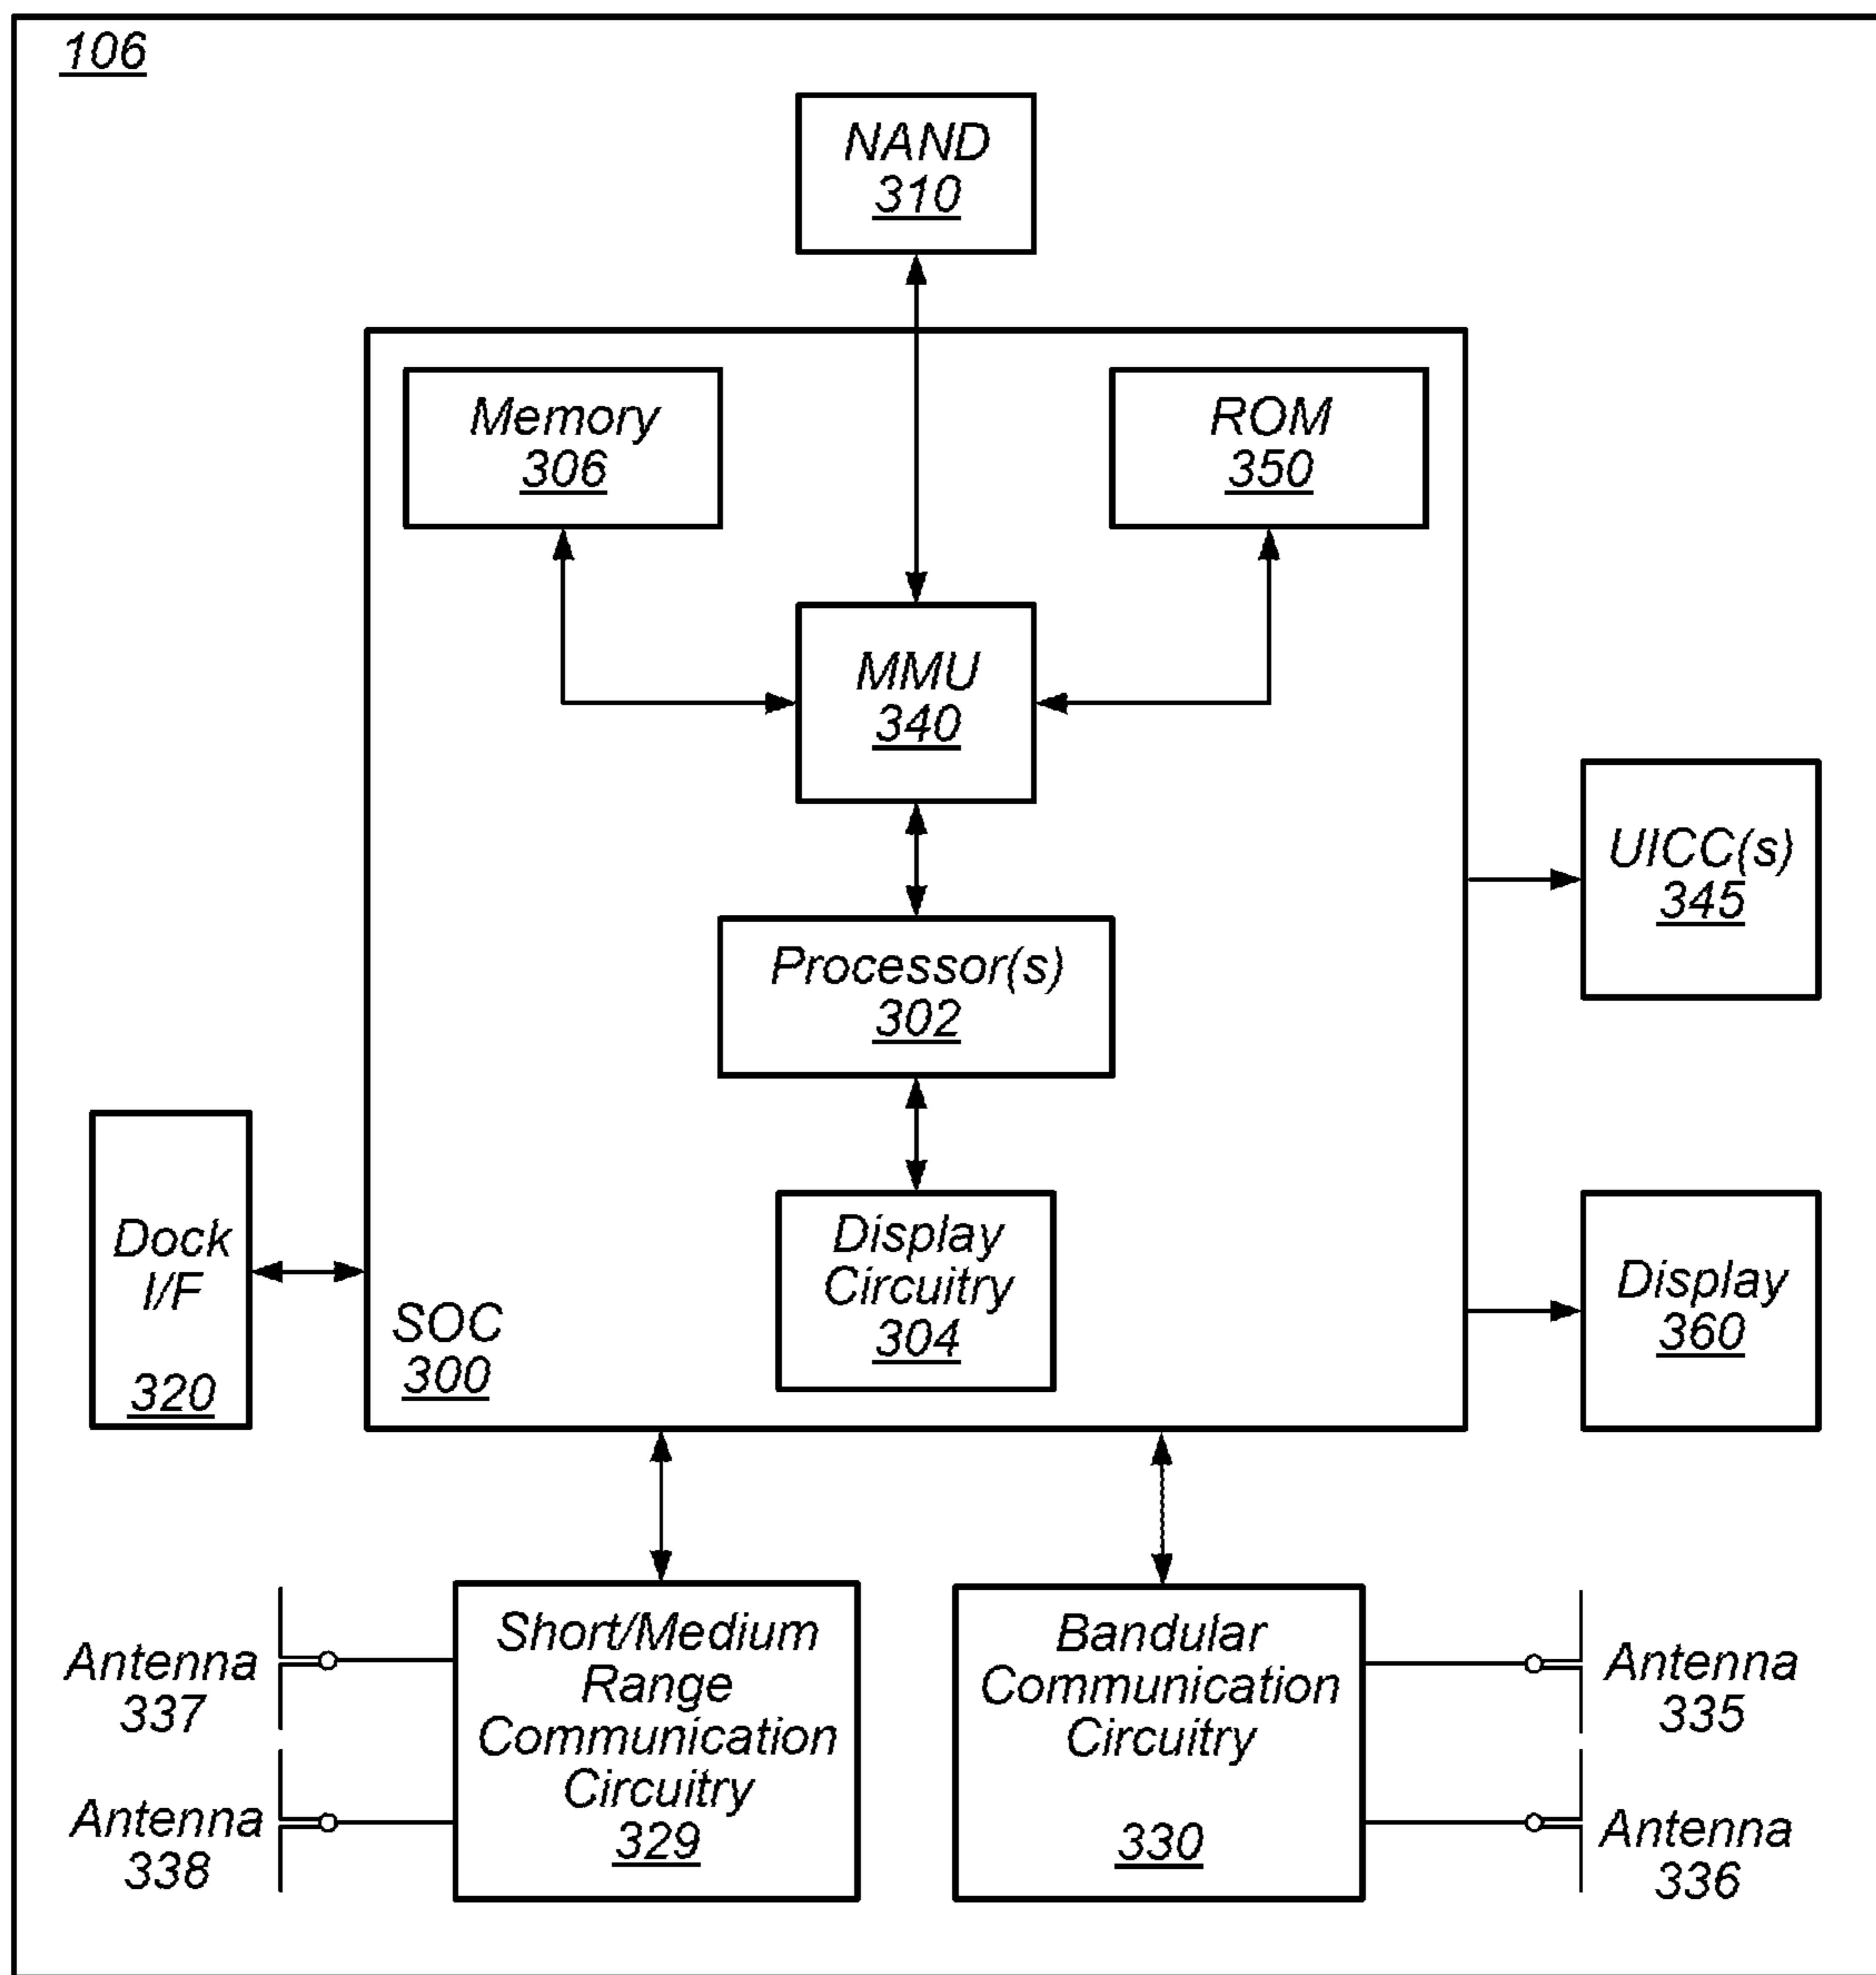 106
NAND
310
Memory
306
ROM
350
MMU
340
UICC(s)
345
Processor(s)
302
Dock
I/F
320
Display
Circuitry
304
SOC
300
Display
360
Short/Medium
Range
Communication
Circuitry
329
Bandular
Communication
Circuitry
330
Antenna
337
Antenna
338
Antenna
335
Antenna
336